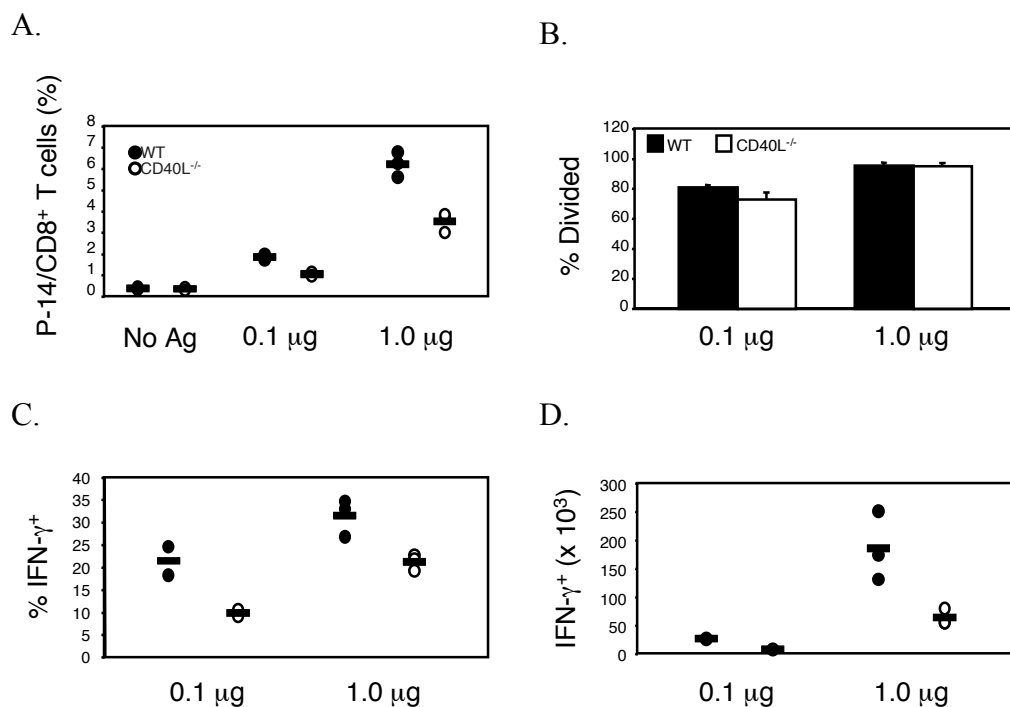 A.
P-14/CD8+ T cells (%)
8
7
6
5
4
3
2
1
0
WT
CD40L-/-
No Ag 0.1 μg 1.0 μg
B.
% Divided
120
100
80
60
40
20
0
WT CD40L-/-
0.1 μg 1.0 μg
C.
% IFN-γ+
40
35
30
25
20
15
10
5
0
0.1 μg 1.0 μg
D.
IFN-γ+ (x 10³)
300
250
200
150
100
50
0
0.1 μg 1.0 μg